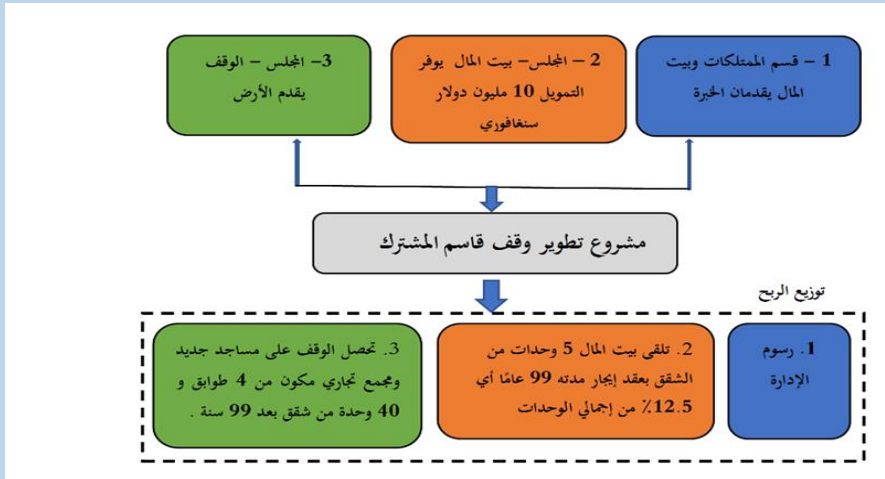 1 – قسم الممتلكات وبيت
المال يقدمان الخبرة
2 – المجلس– بيت المال يوفر
التمويل 10 مليون دولار
سنغافوري
3– المجلس – الوقف
يقدم الأرض
مشروع تطوير وقف قاسم المشترك
توزيع الربح
1. رسوم
الإدارة
2. تلقى بيت المال 5 وحدات من
الشقق بعقد إيجار مدته 99 عامًا أي
12.5٪ من إجمالي الوحدات
3. تحصل الوقف على مساجد جديد
ومجمع تجاري مكون من 4 طوابق و
40 وحدة من شقق بعد 99 سنة .